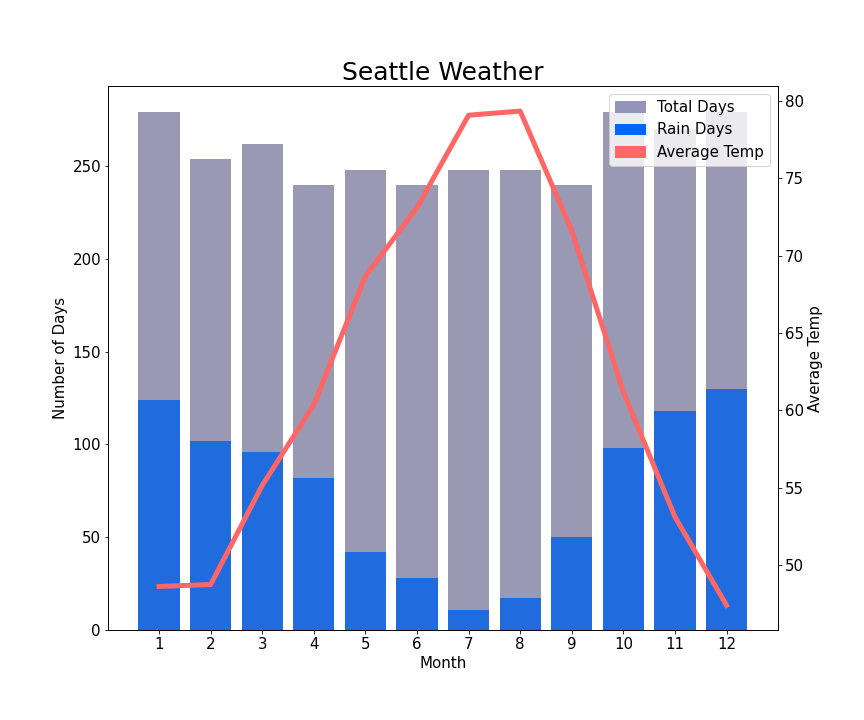 Seattle Weather
Total Days
Rain Days
Average Temp
Number of Days
250
200
150
100
50
0
80
75
70
65
60
55
50
Average Temp
1 2 3 4 5 6 7 8 9 10 11 12
Month